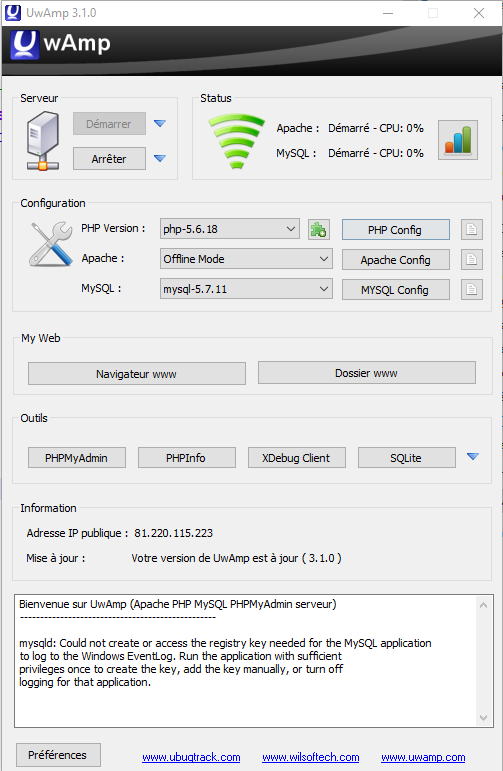 UwAmp 3.1.0
UwAmp
Serveur
Démarrer
Arrêter
Status
Apache : Démarré - CPU: 0%
MySQL : Démarré - CPU: 0%
Configuration
PHP Version : php-5.6.18 PHP Config
Apache : Offline Mode Apache Config
MySQL : mysql-5.7.11 MYSQL Config
My Web
Navigateur www Dossier www
Outils
PHPMyAdmin PHPInfo XDebug Client SQLite
Information
Adresse IP publique : 81.220.115.223
Mise à jour : Votre version de UwAmp est à jour ( 3.1.0 )
Bienvenue sur UwAmp (Apache PHP MySQL PHPMyAdmin serveur)
-------------------------------------------------
mysqld: Could not create or access the registry key needed for the MySQL application
to log to the Windows EventLog. Run the application with sufficient
privileges once to create the key, add the key manually, or turn off
logging for that application.
Préférences www.ubugtrack.com www.wilsoftech.com www.uwamp.com